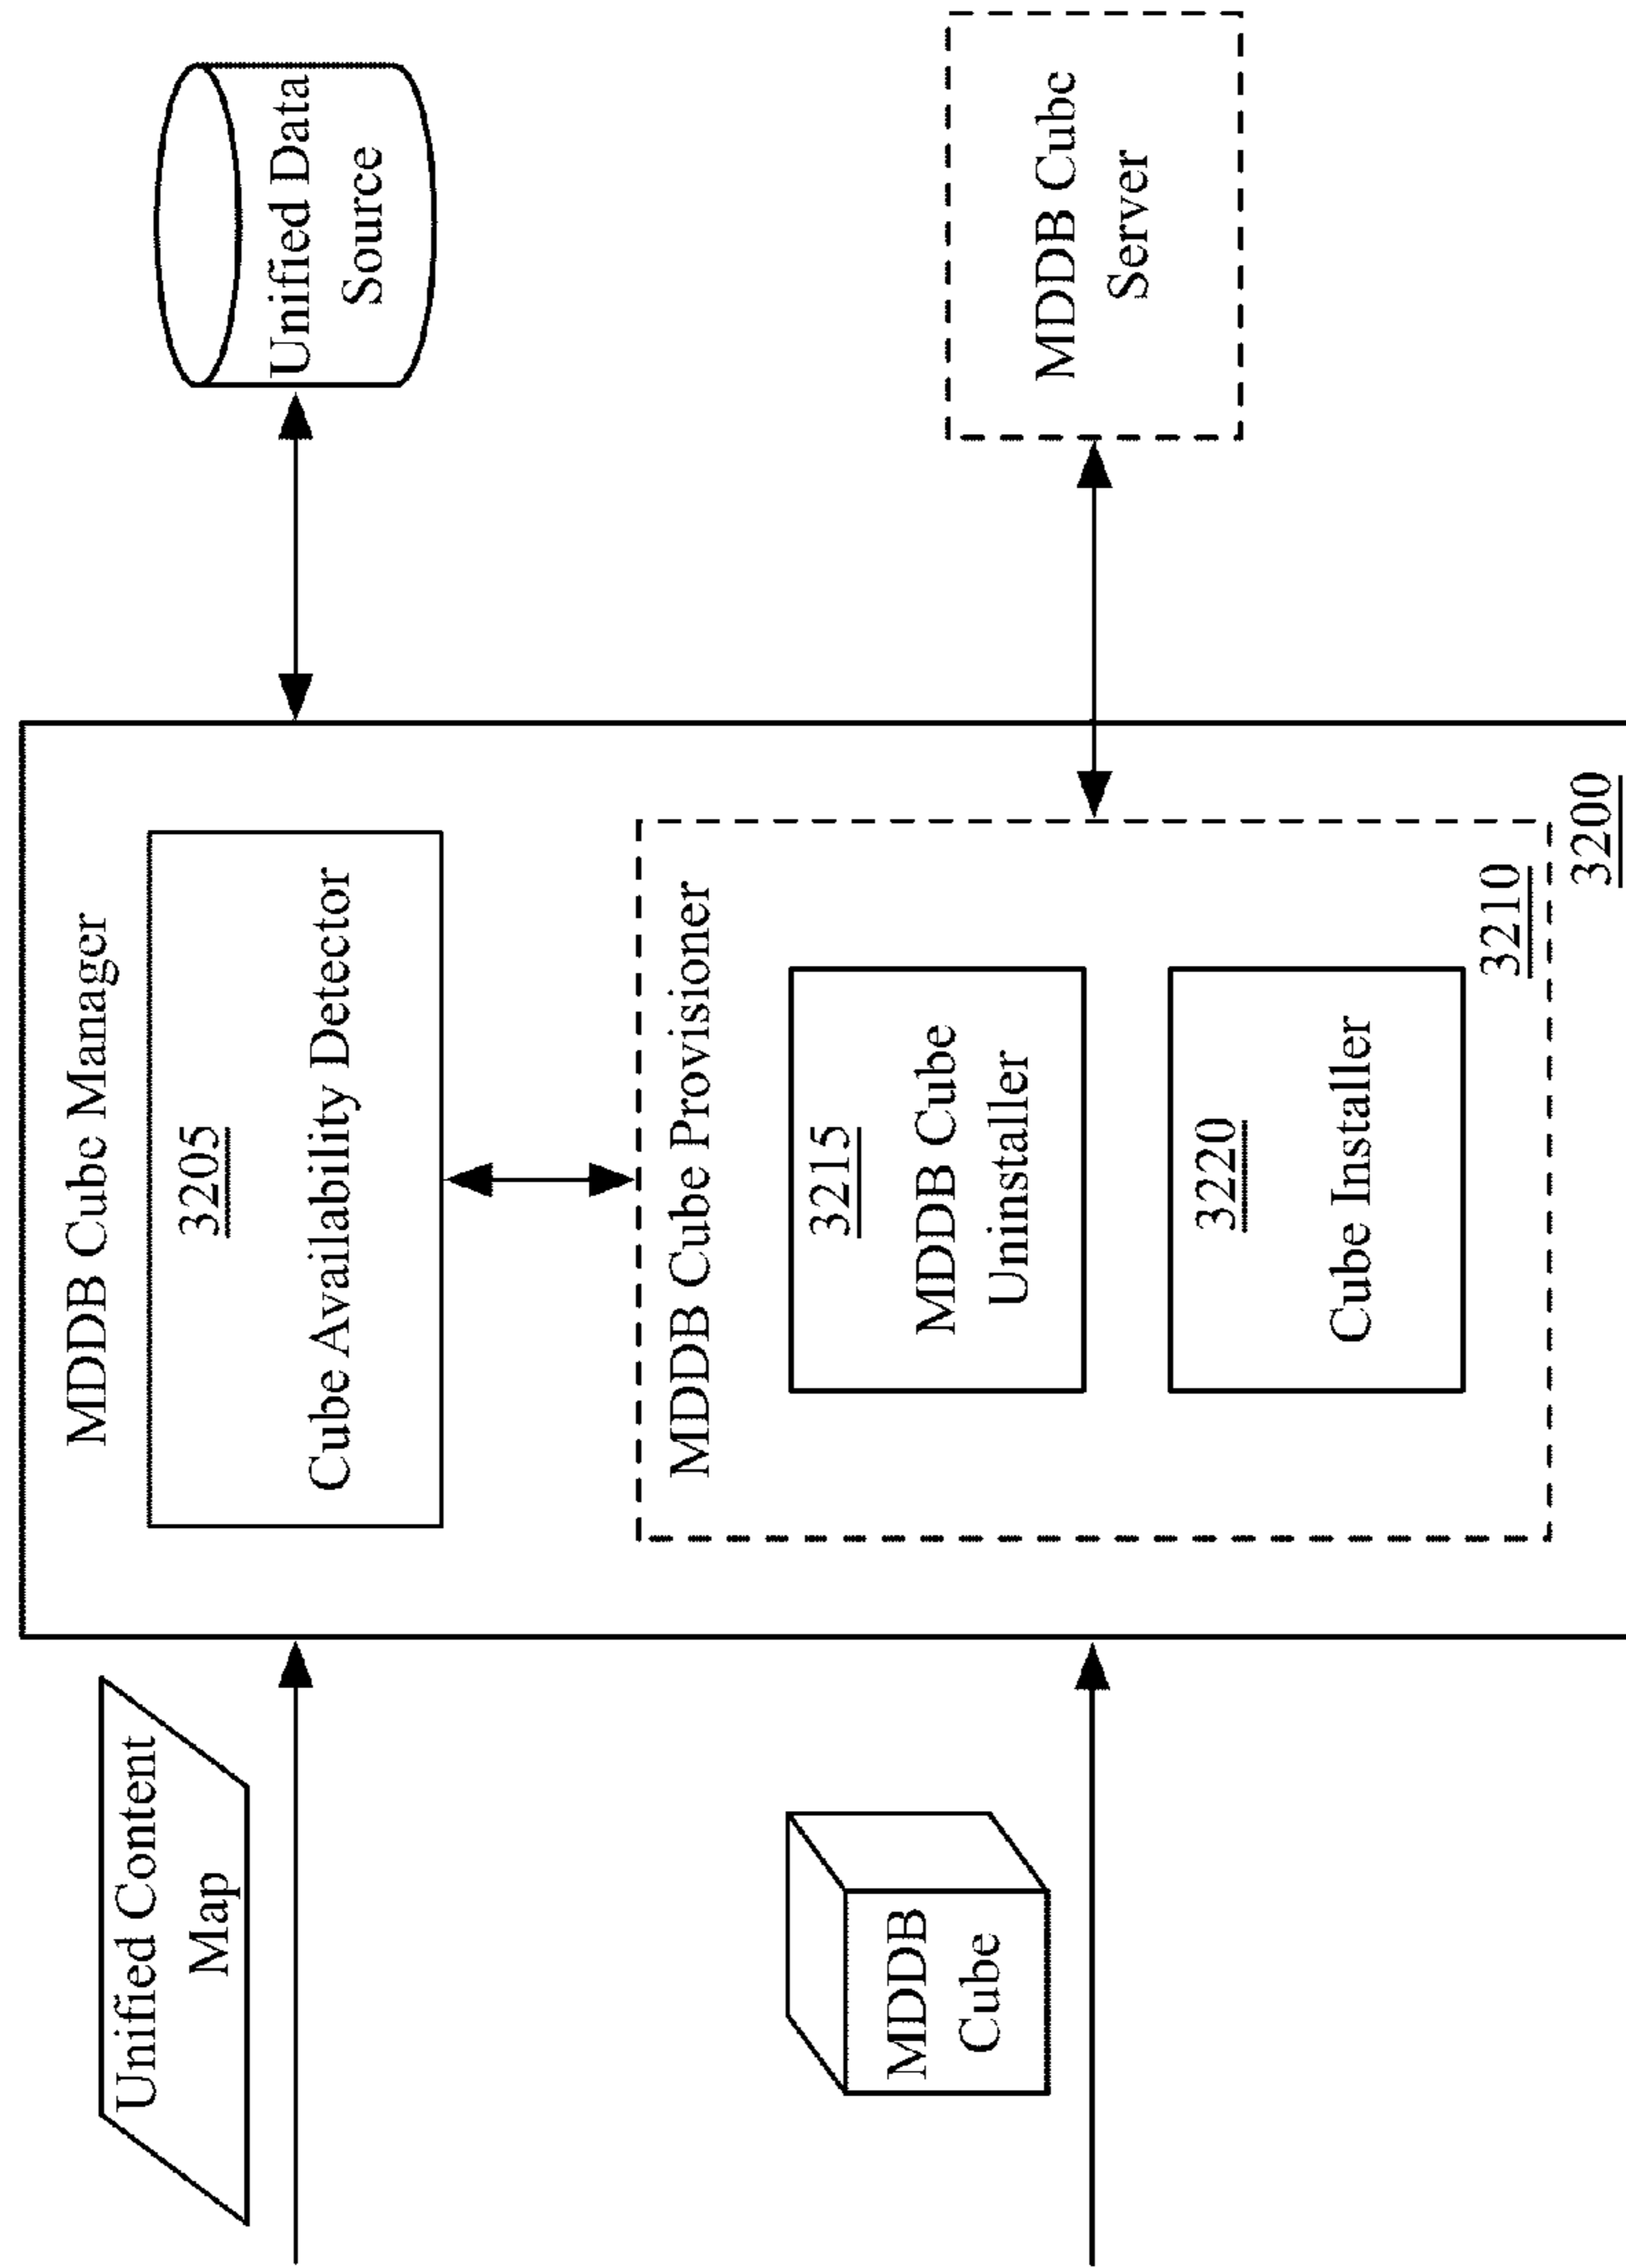 Unified Content
Map
MDDB
Cube
MDDB Cube Manager
3205
Cube Availability Detector
MDDB Cube Provisioner
3215
MDDB Cube
Uninstaller
3220
Cube Installer
3210
3200
Unified Data
Source
MDDB Cube
Server